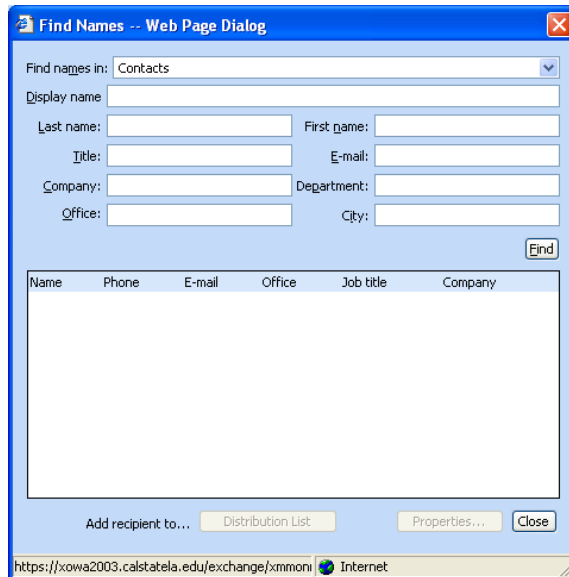 Find Names -- Web Page Dialog
Find names in: Contacts
Display name
Last name: First name:
Title: E-mail:
Company: Department:
Office: City:
Find
Name Phone E-mail Office Job title Company
Add recipient to... Distribution List Properties... Close
https://xowa2003.calstatela.edu/exchange/xmmoni Internet